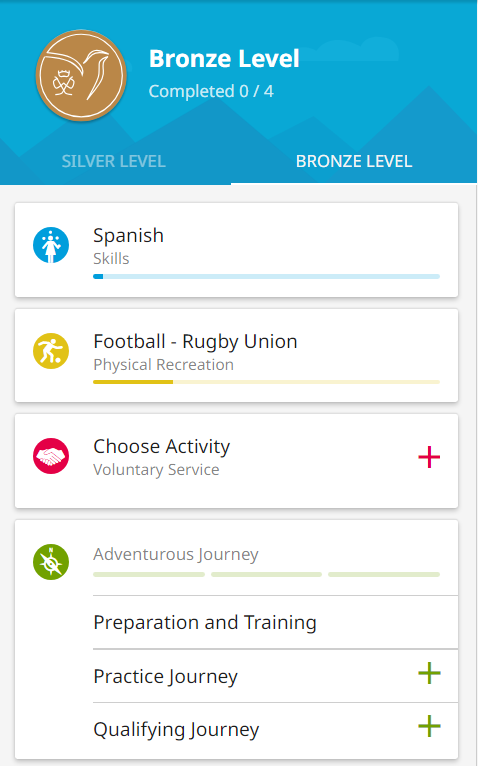 Bronze Level
Completed 0 / 4
SILVER LEVEL
BRONZE LEVEL
Spanish
Skills
Football - Rugby Union
Physical Recreation
Choose Activity
Voluntary Service
N
Adventurous Journey
Preparation and Training
Practice Journey
Qualifying Journey